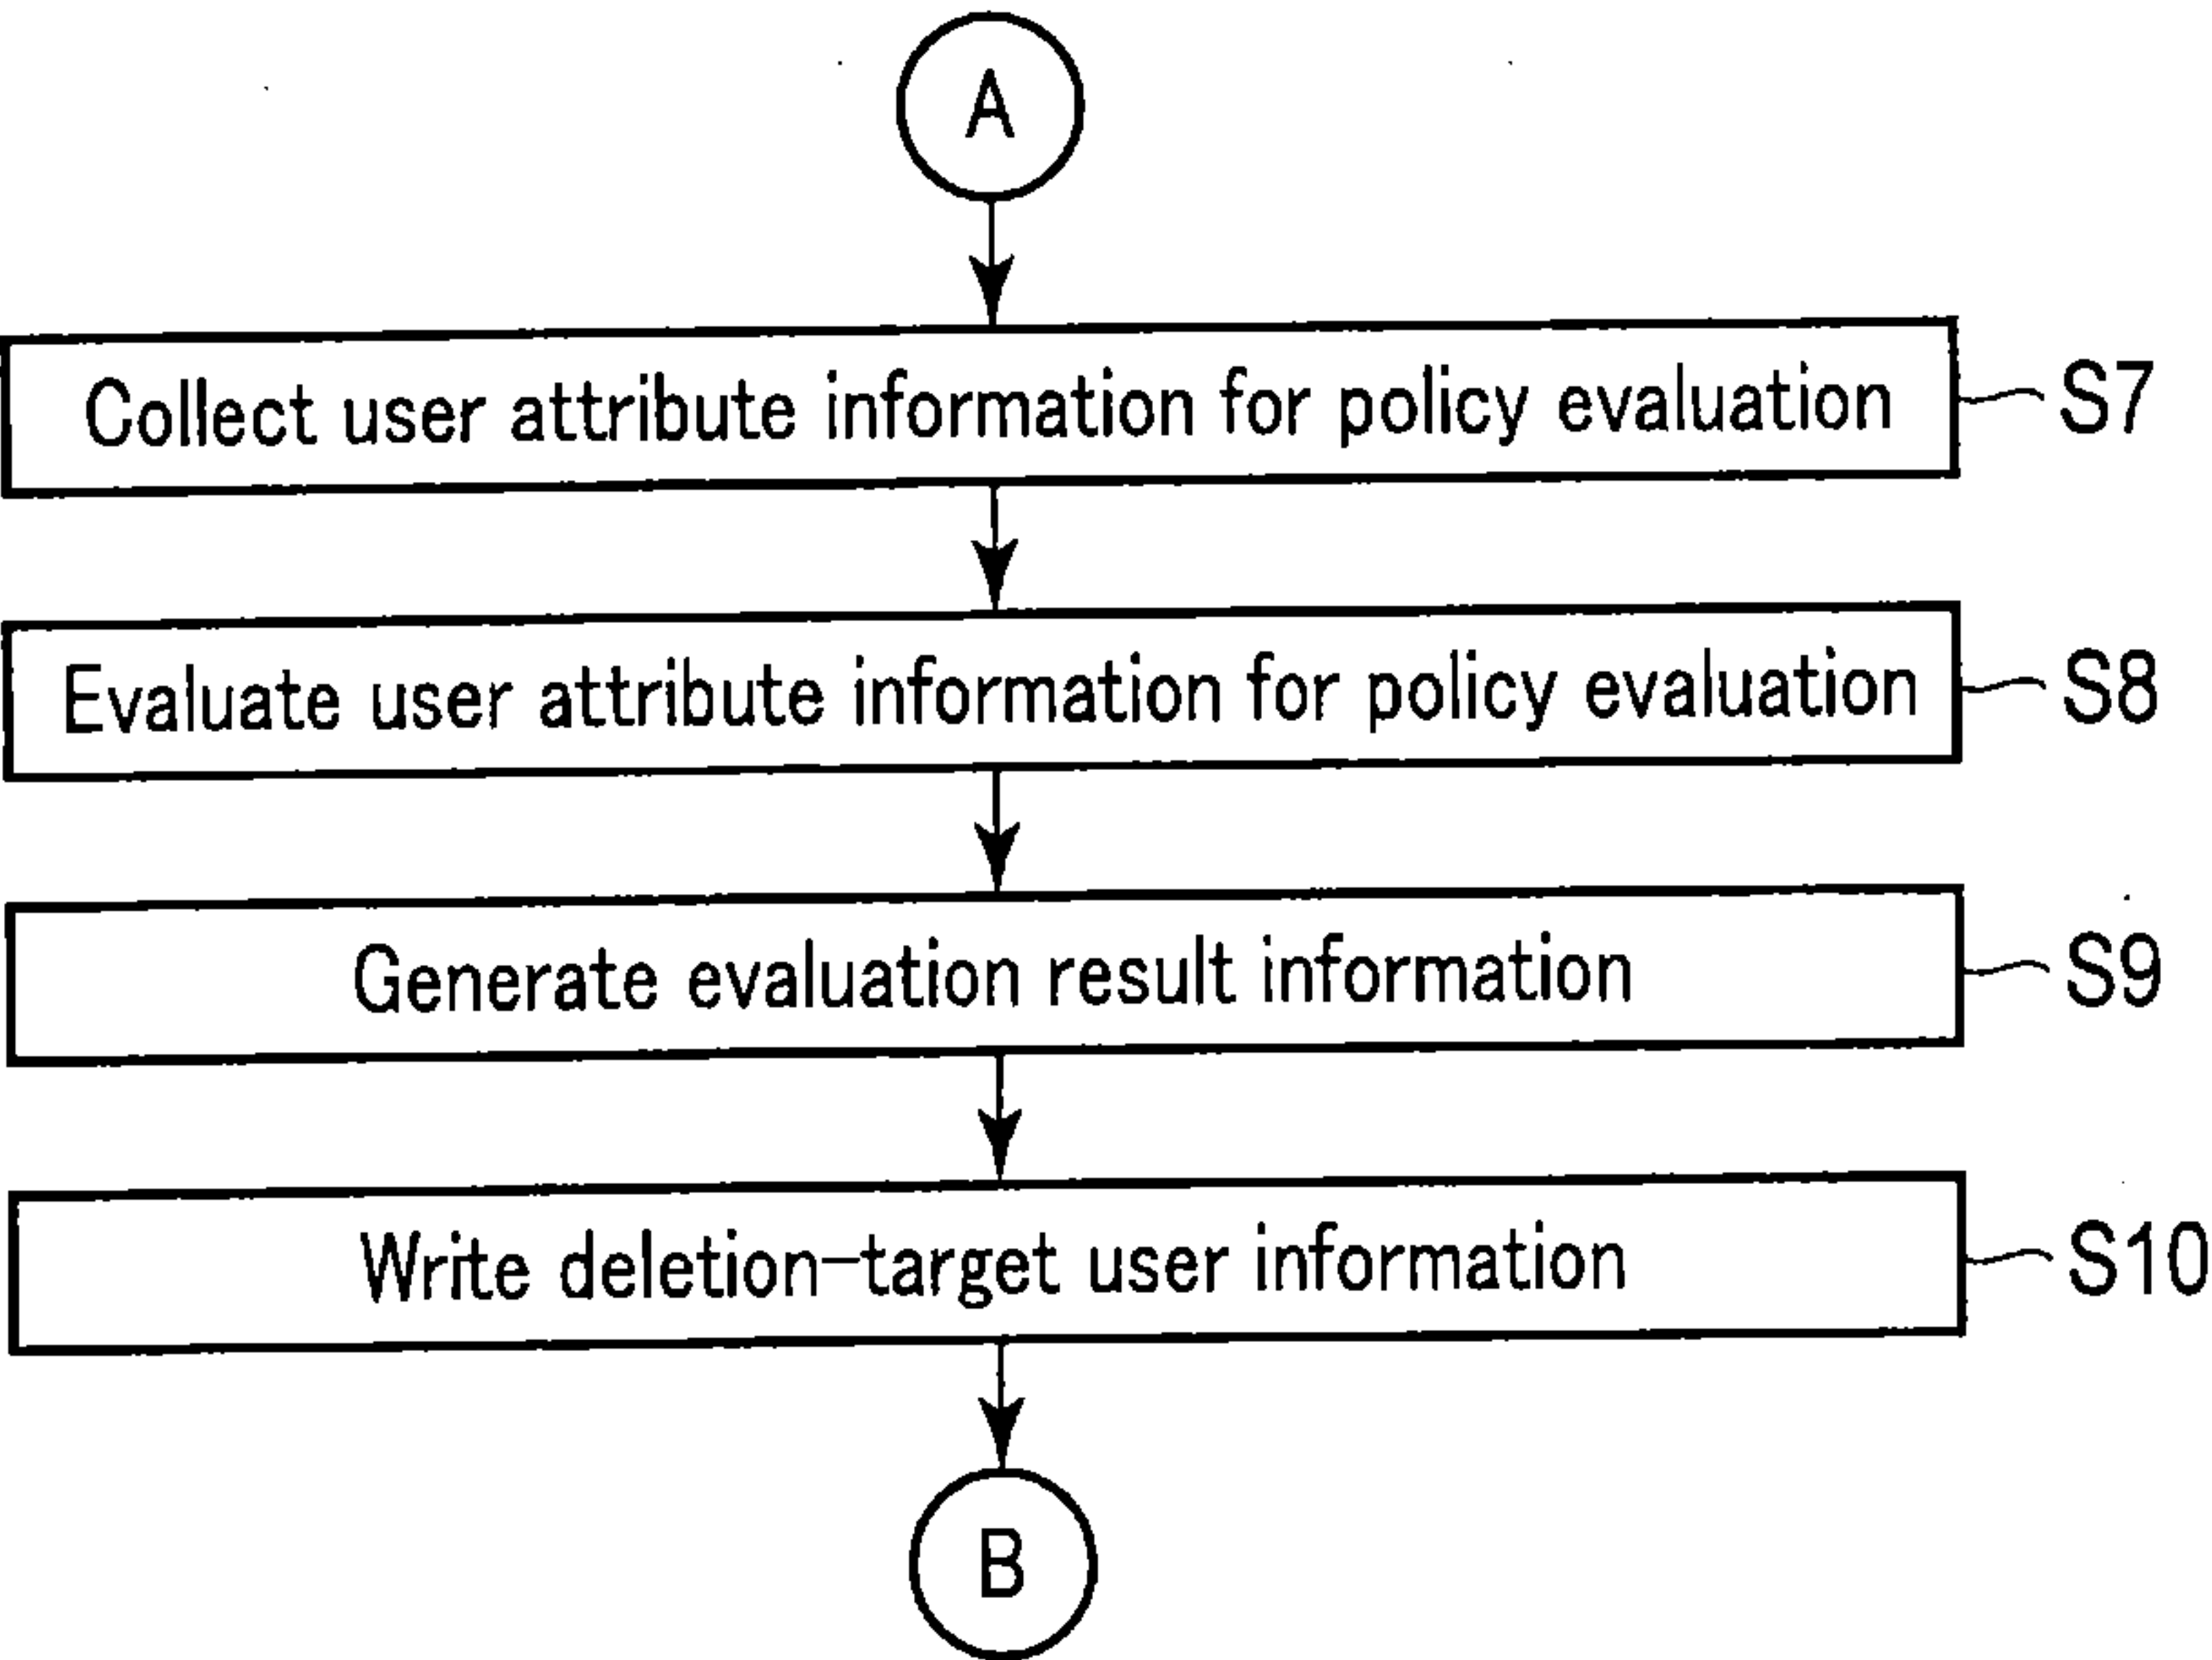 A
Collect user attribute information for policy evaluation S7
Evaluate user attribute information for policy evaluation S8
Generate evaluation result information S9
Write deletion-target user information S10
B